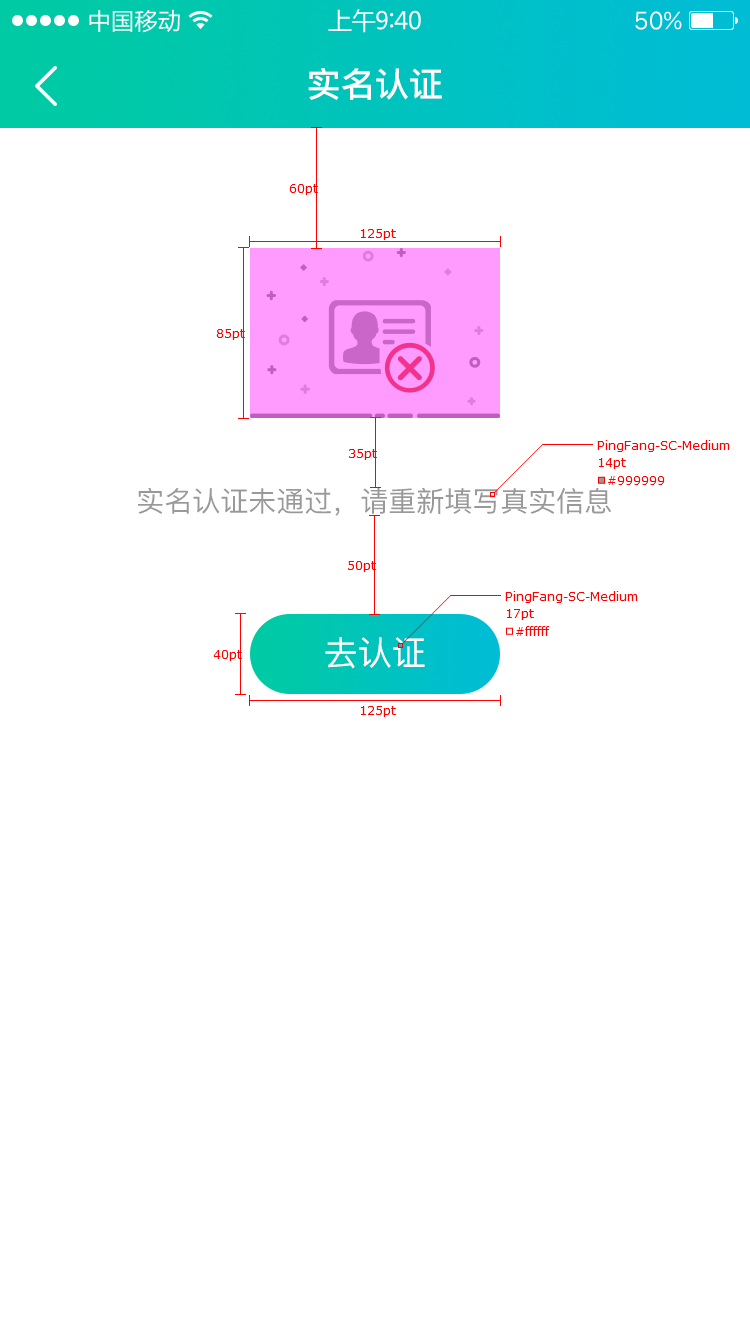 中国移动 上午9:40 50%
实名认证
60pt
125pt
85pt
35pt
PingFang-SC-Medium
14pt
#999999
实名认证未通过，请重新填写真实信息
50pt
PingFang-SC-Medium
17pt
#ffffff
40pt
去认证
125pt